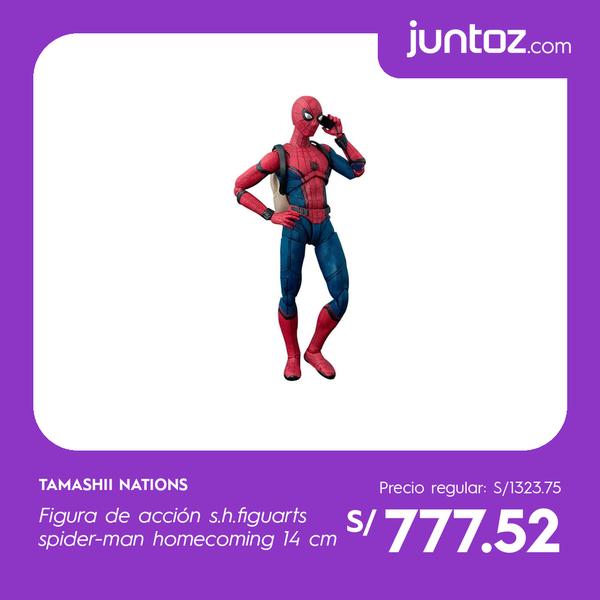 juntoz.com
TAMASHII NATIONS
Figura de acción s.h.figuarts
spider-man homecoming 14 cm
Precio regular: S/1323.75
S/ 777.52